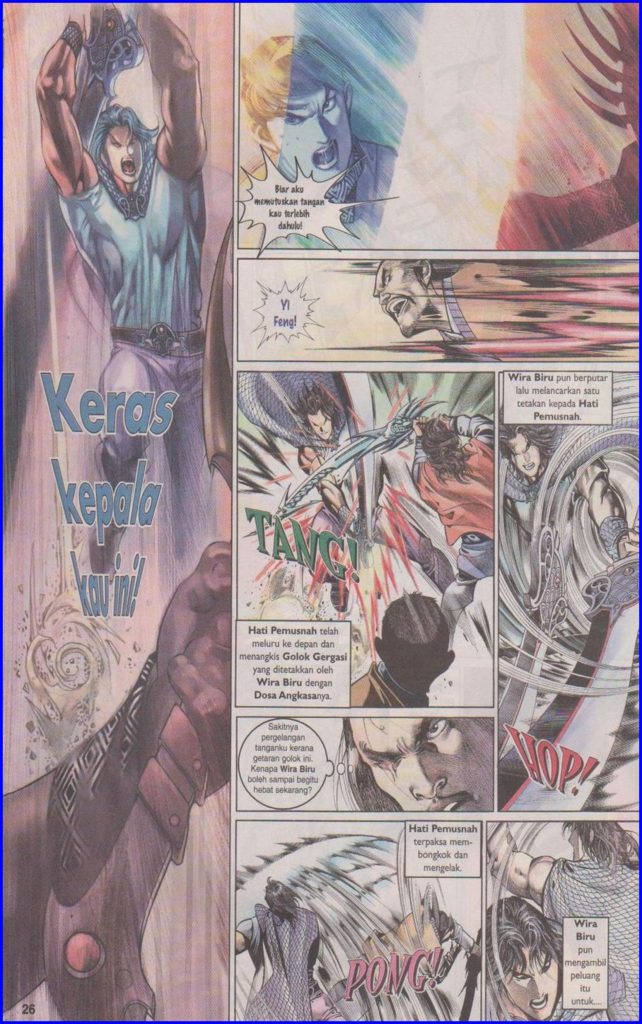 Keras
kepala
kau ini!
Biar aku
memutuskan tangan
kau terlebih
dahulu!
Yi
Feng!
TANG!
Hati Pemusnah telah
meluru ke depan dan
menangkis Golok Gergasi
yang ditetakkan oleh
Wira Biru dengan
Dosa Angkasanya.
Wira Biru pun berputar
lalu melancarkan satu
tetakan kepada Hati
Pemusnah.
HOP!
Sakitnya
pergelangan
tanganku kerana
getaran golok ini.
Kenapa Wira Biru
boleh sampai begitu
hebat sekarang?
Hati Pemusnah
terpaksa mem-
bongkok dan
mengelak.
PONG!
Wira
Biru
pun
mengambil
peluang
itu
untuk....
26